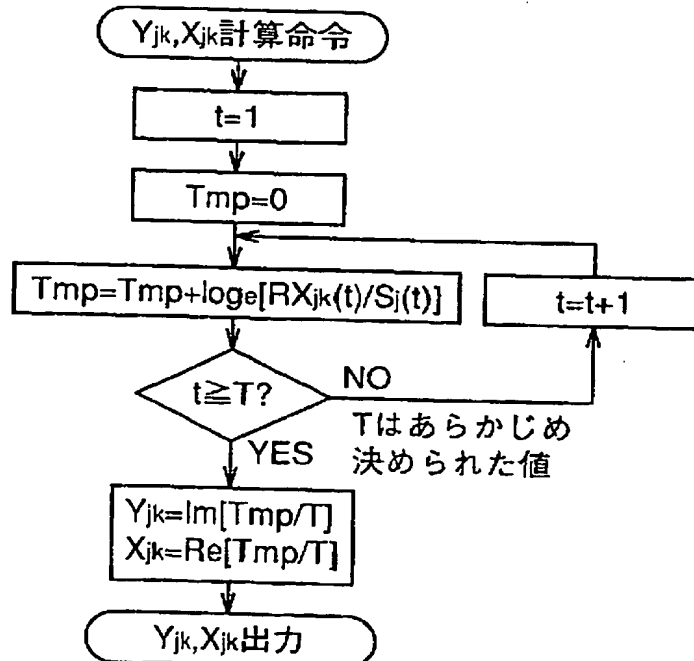 Yjk,Xjk計算命令
t=1
Tmp=0
Tmp=Tmp+loge[RXjk(t)/Sj(t)]
t=t+1
t≧T?
NO
Tはあらかじめ
決められた値
YES
Yjk=Im[Tmp/T]
Xjk=Re[Tmp/T]
Yjk,Xjk出力